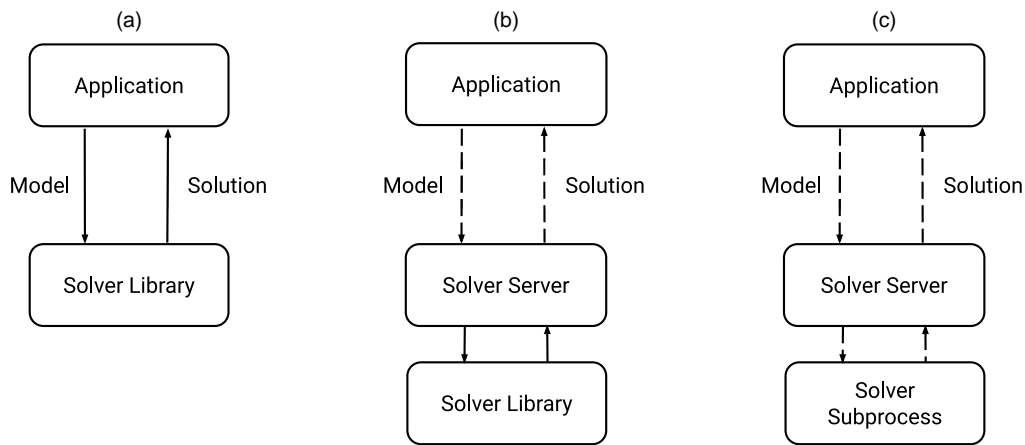 (a)
Application
Model
Solution
Solver Library
(b)
Application
Model
Solution
Solver Server
Solver Library
(c)
Application
Model
Solution
Solver Server
Solver
Subprocess